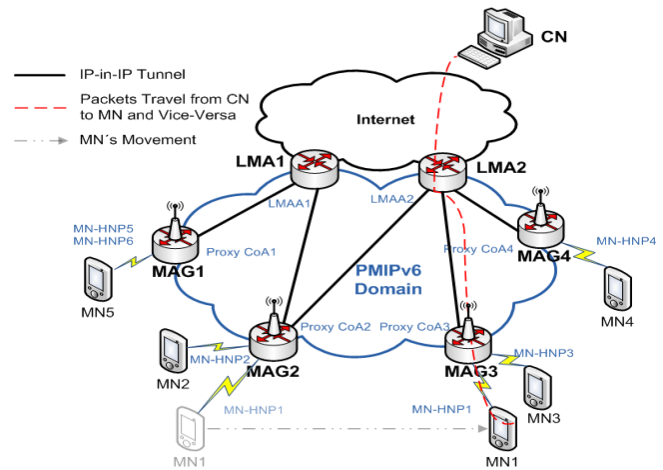 CN
IP-in-IP Tunnel
Packets Travel from CN
to MN and Vice-Versa
MN´s Movement
Internet
LMA1
LMA2
LMAA1
LMAA2
MN-HNP5
MN-HNP6
Proxy CoA1
Proxy CoA4
MN-HNP4
MAG1
MAG4
PMIPv6
Domain
MN5
MN4
Proxy CoA2
Proxy CoA3
MN-HNP2
MN-HNP3
MN2
MAG2
MAG3
MN-HNP1
MN-HNP1
MN3
MN1
MN1